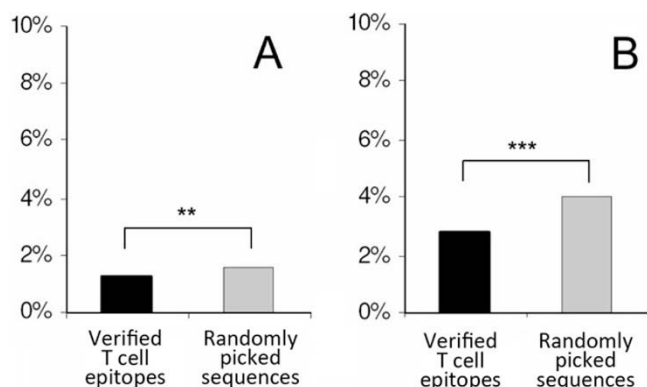 A
10%
8%
6%
4%
2%
0%
**
Verified
T cell
epitopes
Randomly
picked
sequences
B
10%
8%
6%
4%
2%
0%
***
Verified
T cell
epitopes
Randomly
picked
sequences